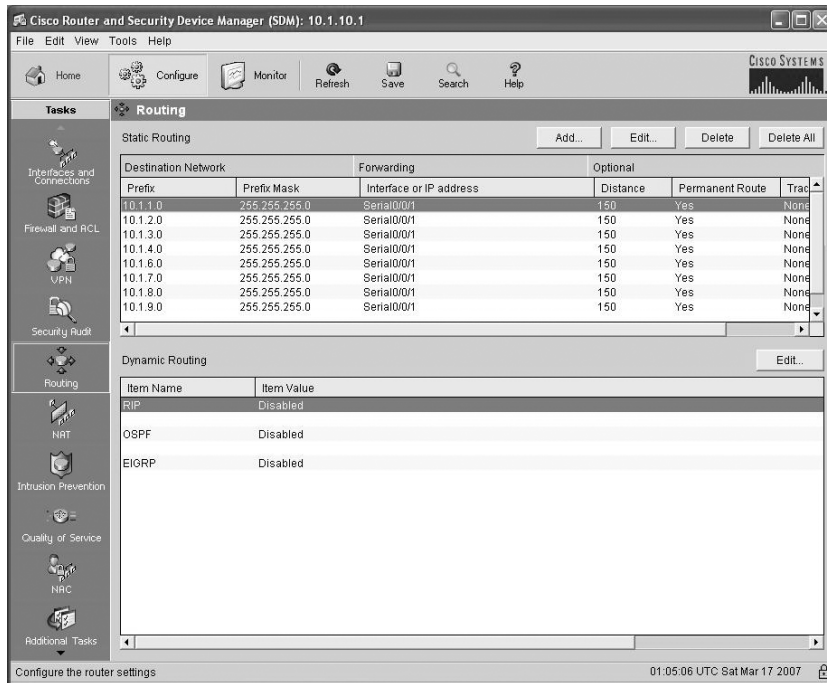 Cisco Router and Security Device Manager (SDM): 10.1.10.1
File Edit View Tools Help
Home Configure Monitor Refresh Save Search Help
CISCO SYSTEMS
Tasks
Routing
Interfaces and Connections
Firewall and ACL
VPN
Security Audit
Routing
NAT
Intrusion Prevention
Quality of Service
NAC
Additional Tasks
Static Routing Add... Edit... Delete Delete All
Destination Network Forwarding Optional
Prefix Prefix Mask Interface or IP address Distance Permanent Route Trac
10.1.1.0 255.255.255.0 Serial0/0/1 150 Yes None
10.1.2.0 255.255.255.0 Serial0/0/1 150 Yes None
10.1.3.0 255.255.255.0 Serial0/0/1 150 Yes None
10.1.4.0 255.255.255.0 Serial0/0/1 150 Yes None
10.1.6.0 255.255.255.0 Serial0/0/1 150 Yes None
10.1.7.0 255.255.255.0 Serial0/0/1 150 Yes None
10.1.8.0 255.255.255.0 Serial0/0/1 150 Yes None
10.1.9.0 255.255.255.0 Serial0/0/1 150 Yes None
Dynamic Routing Edit...
Item Name Item Value
RIP Disabled
OSPF Disabled
EIGRP Disabled
Configure the router settings 01:05:06 UTC Sat Mar 17 2007